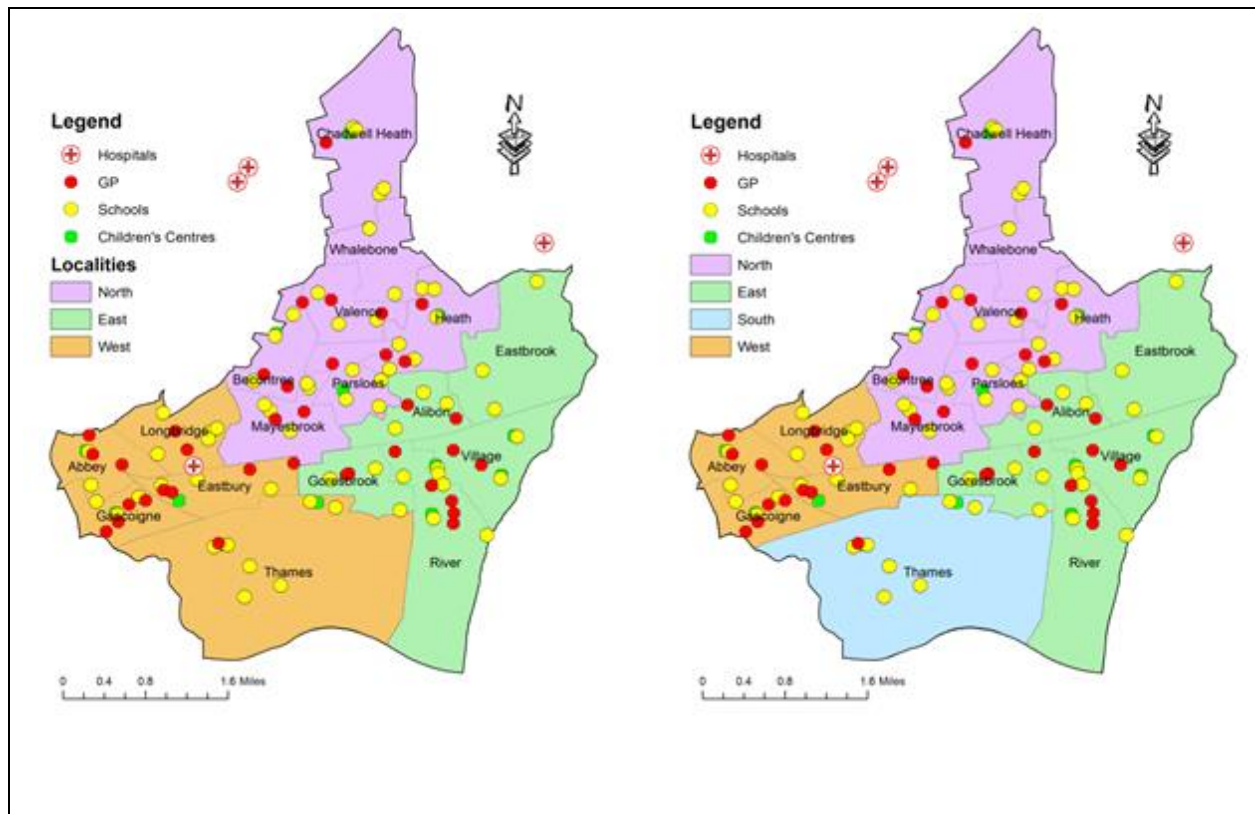 N
Legend
Hospitals
GP
Schools
Children's Centres
Localities
North
East
West
Chadwell Heath
Whalebone
Valence
Heath
Eastbrook
Becontree
Parsloes
Alibon
Mayesbrook
Longbridge
Village
Abbey
Eastbury
Goresbrook
Gascoigne
Thames
River
0 0.4 0.8 1.6 Miles
N
Legend
Hospitals
GP
Schools
Children's Centres
North
East
South
West
Chadwell Heath
Whalebone
Valence
Heath
Eastbrook
Becontree
Parsloes
Alibon
Mayesbrook
Longbridge
Village
Abbey
Eastbury
Goresbrook
Gascoigne
Thames
River
0 0.4 0.8 1.6 Miles